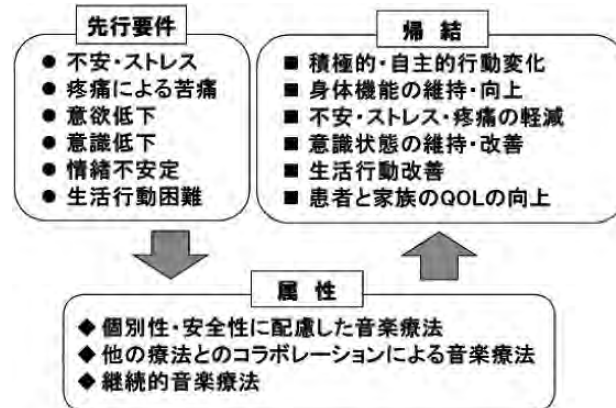 先行要件
● 不安・ストレス
● 疼痛による苦痛
● 意欲低下
● 意識低下
● 情緒不安定
● 生活行動困難
帰結
■ 積極的・自主的行動変化
■ 身体機能の維持・向上
■ 不安・ストレス・疼痛の軽減
■ 意識状態の維持・改善
■ 生活行動改善
■ 患者と家族のQOLの向上
属性
◆ 個別性・安全性に配慮した音楽療法
◆ 他の療法とのコラボレーションによる音楽療法
◆ 継続的音楽療法